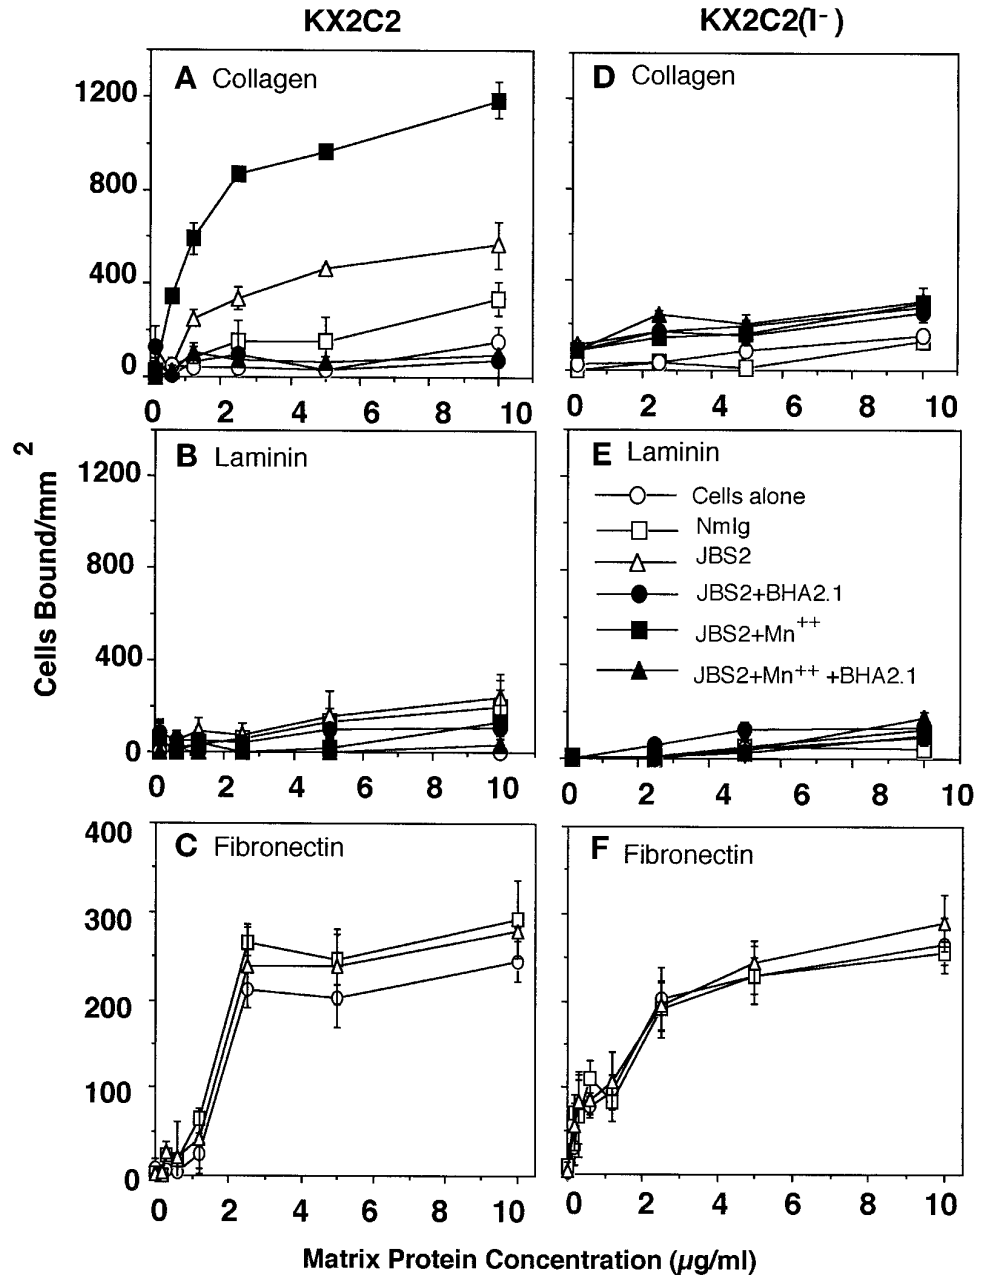 KX2C2
KX2C2(I⁻)
A Collagen
1200
800
400
0
0 2 4 6 8 10
D Collagen
0 2 4 6 8 10
Cells Bound/mm²
B Laminin
1200
800
400
0
0 2 4 6 8 10
E Laminin
Cells alone
NmIg
JBS2
JBS2+BHA2.1
JBS2+Mn⁺⁺
JBS2+Mn⁺⁺ +BHA2.1
0 2 4 6 8 10
C Fibronectin
400
300
200
100
0
0 2 4 6 8 10
F Fibronectin
0 2 4 6 8 10
Matrix Protein Concentration (µg/ml)